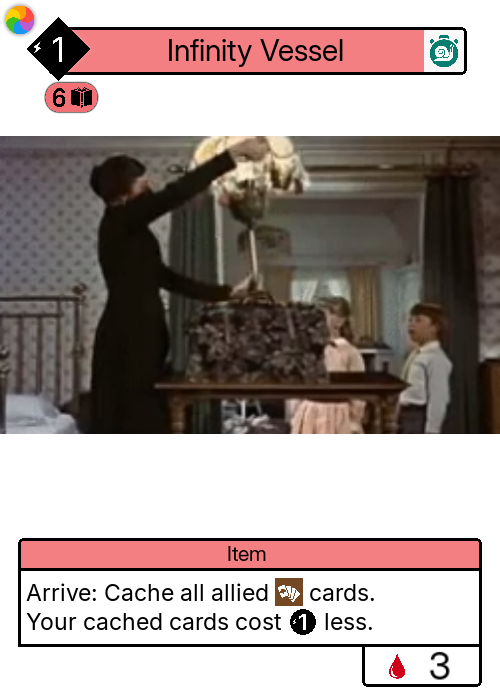 1 Infinity Vessel
6
Item
Arrive: Cache all allied cards.
Your cached cards cost 1 less.
3